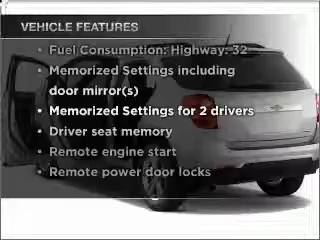 VEHICLE FEATURES
• Fuel Consumption: Highway: 32
• Memorized Settings including
door mirror(s)
• Memorized Settings for 2 drivers
• Driver seat memory
• Remote engine start
• Remote power door locks